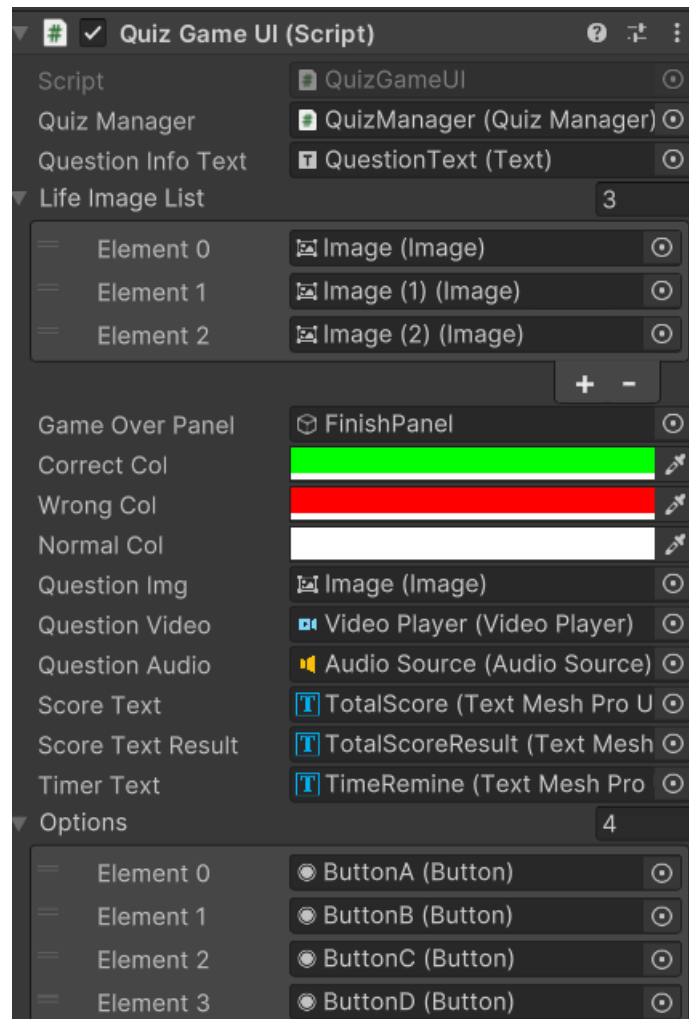 Quiz Game UI (Script)
Script # QuizGameUI
Quiz Manager # QuizManager (Quiz Manager)
Question Info Text T QuestionText (Text)
Life Image List 3
Element 0 Image (Image)
Element 1 Image (1) (Image)
Element 2 Image (2) (Image)
+ -
Game Over Panel FinishPanel
Correct Col
Wrong Col
Normal Col
Question Img Image (Image)
Question Video Video Player (Video Player)
Question Audio Audio Source (Audio Source)
Score Text T TotalScore (Text Mesh Pro U
Score Text Result T TotalScoreResult (Text Mesh
Timer Text T TimeRemine (Text Mesh Pro
Options 4
Element 0 ButtonA (Button)
Element 1 ButtonB (Button)
Element 2 ButtonC (Button)
Element 3 ButtonD (Button)